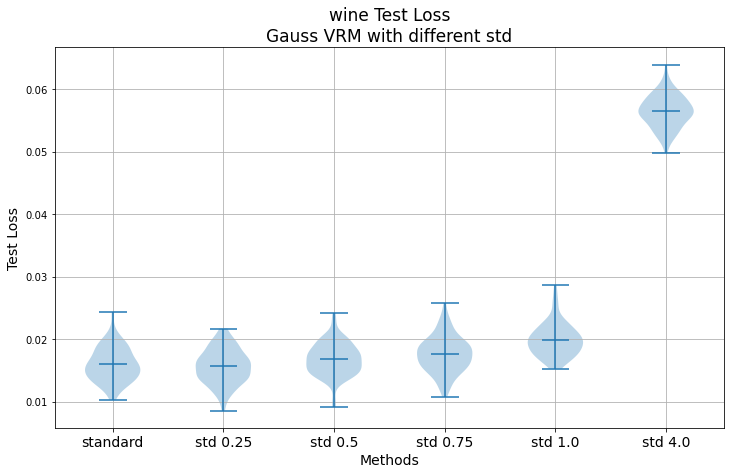 wine Test Loss
Gauss VRM with different std
Test Loss
0.06
0.05
0.04
0.03
0.02
0.01
standard std 0.25 std 0.5 std 0.75 std 1.0 std 4.0
Methods